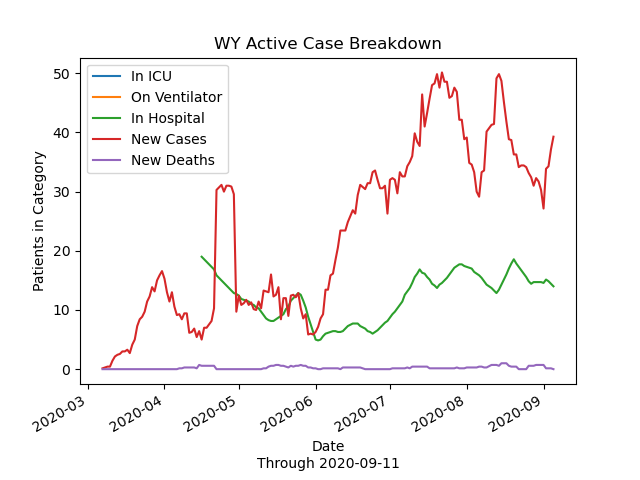 WY Active Case Breakdown
In ICU
On Ventilator
In Hospital
New Cases
New Deaths
Patients in Category
50
40
30
20
10
0
2020-03
2020-04
2020-05
2020-06
2020-07
2020-08
2020-09
Date
Through 2020-09-11